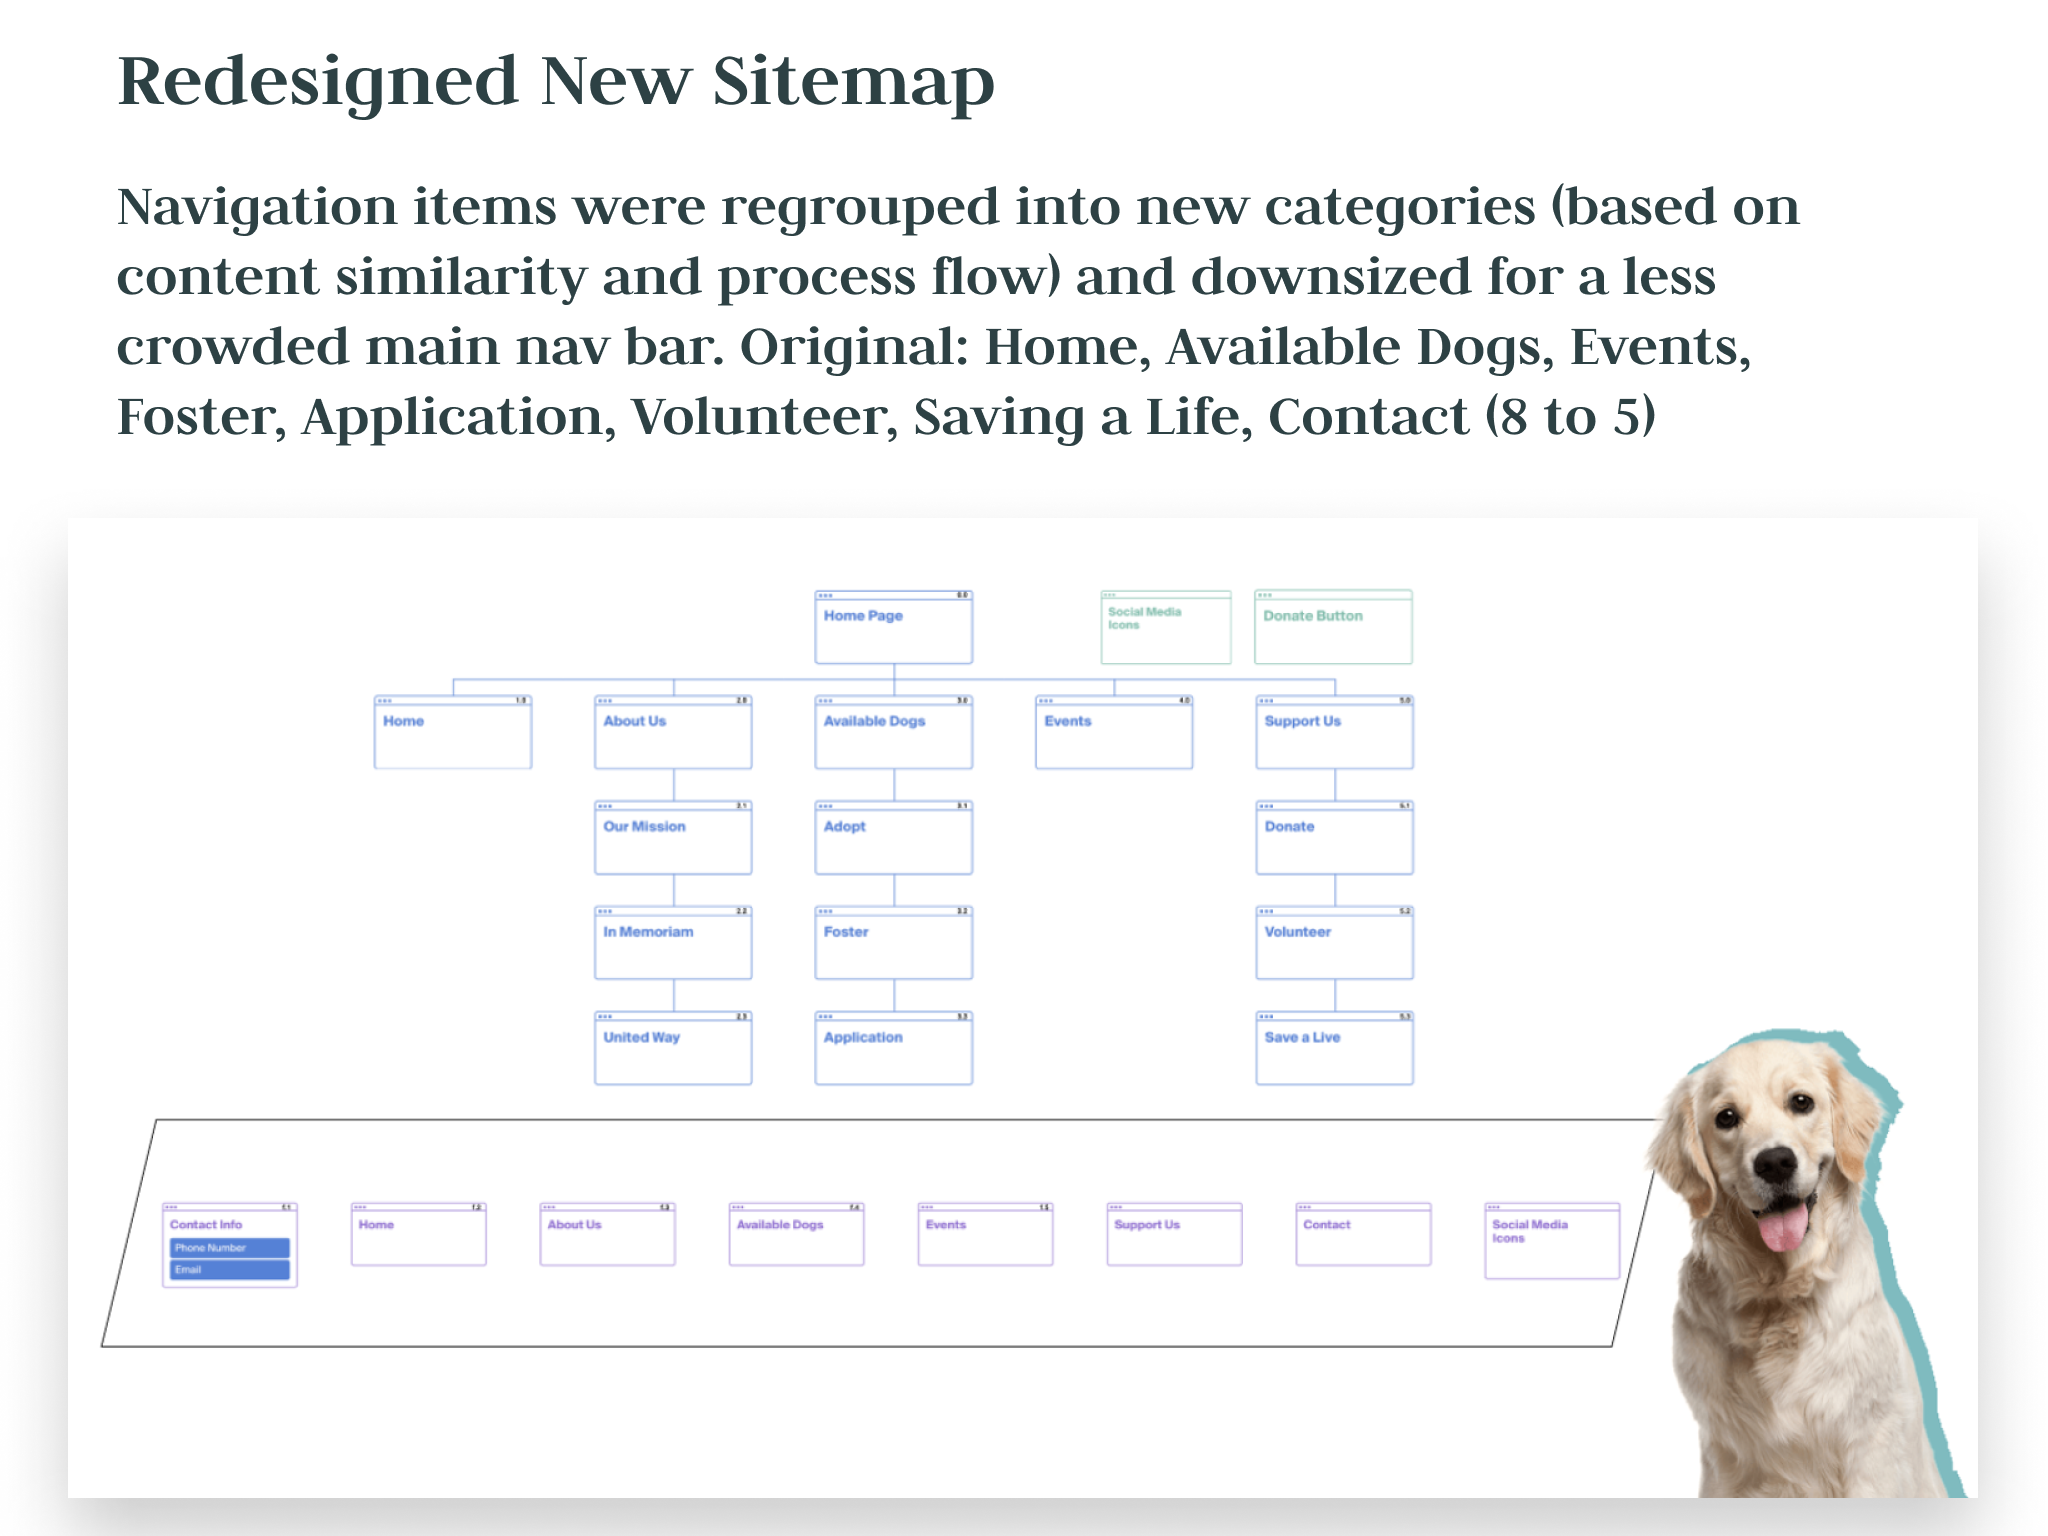 Redesigned New Sitemap
Navigation items were regrouped into new categories (based on
content similarity and process flow) and downsized for a less
crowded main nav bar. Original: Home, Available Dogs, Events,
Foster, Application, Volunteer, Saving a Life, Contact (8 to 5)
0.0
Home Page
Social Media
Icons
Donate Button
1.0
Home
2.0
About Us
3.0
Available Dogs
4.0
Events
5.0
Support Us
2.1
Our Mission
3.1
Adopt
5.1
Donate
2.2
In Memoriam
3.2
Foster
5.2
Volunteer
2.3
United Way
3.3
Application
5.3
Save a Live
Contact Info
Phone Number
Email
Home
About Us
Available Dogs
Events
Support Us
Contact
Social Media
Icons